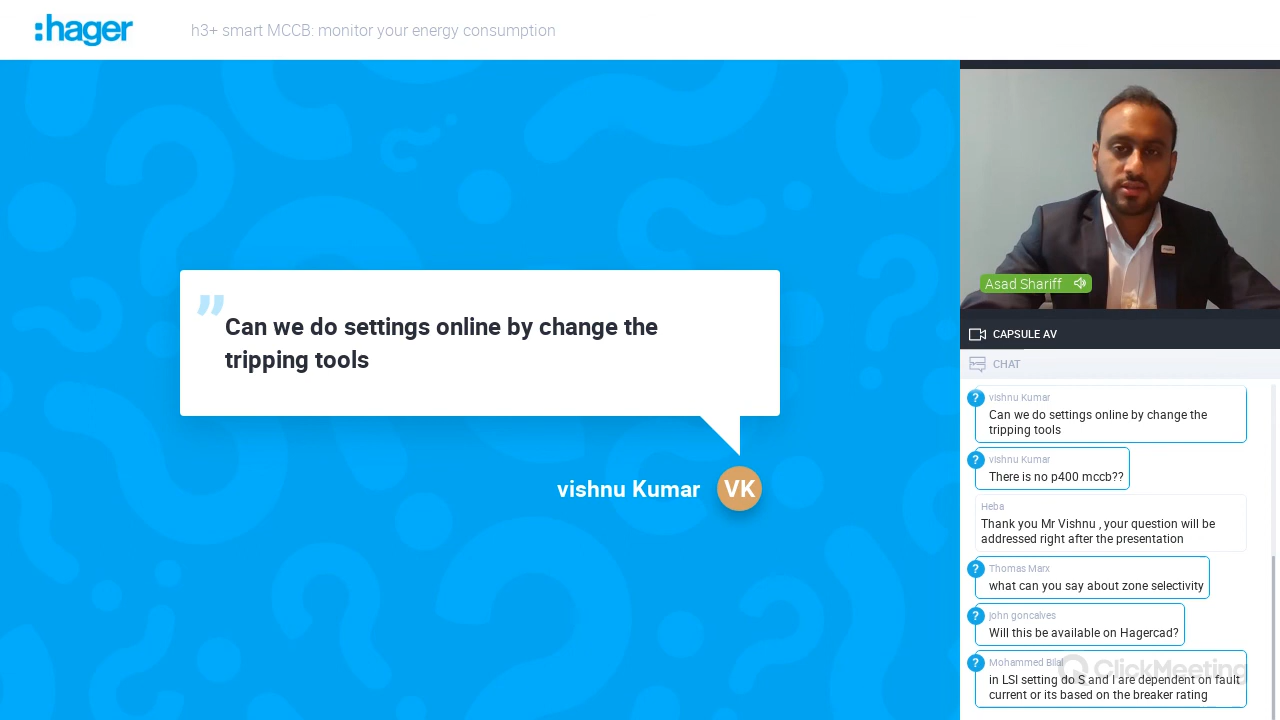 :hager
h3+ smart MCCB: monitor your energy consumption
”
Can we do settings online by change the
tripping tools
vishnu Kumar VK
Asad Shariff
CAPSULE AV
CHAT
? vishnu Kumar
Can we do settings online by change the
tripping tools
? vishnu Kumar
There is no p400 mccb??
Heba
Thank you Mr Vishnu , your question will be
addressed right after the presentation
? Thomas Marx
what can you say about zone selectivity
? john goncalves
Will this be available on Hagercad?
? Mohammed Bilal
ClickMeeting
in LSI setting do S and I are dependent on fault
current or its based on the breaker rating